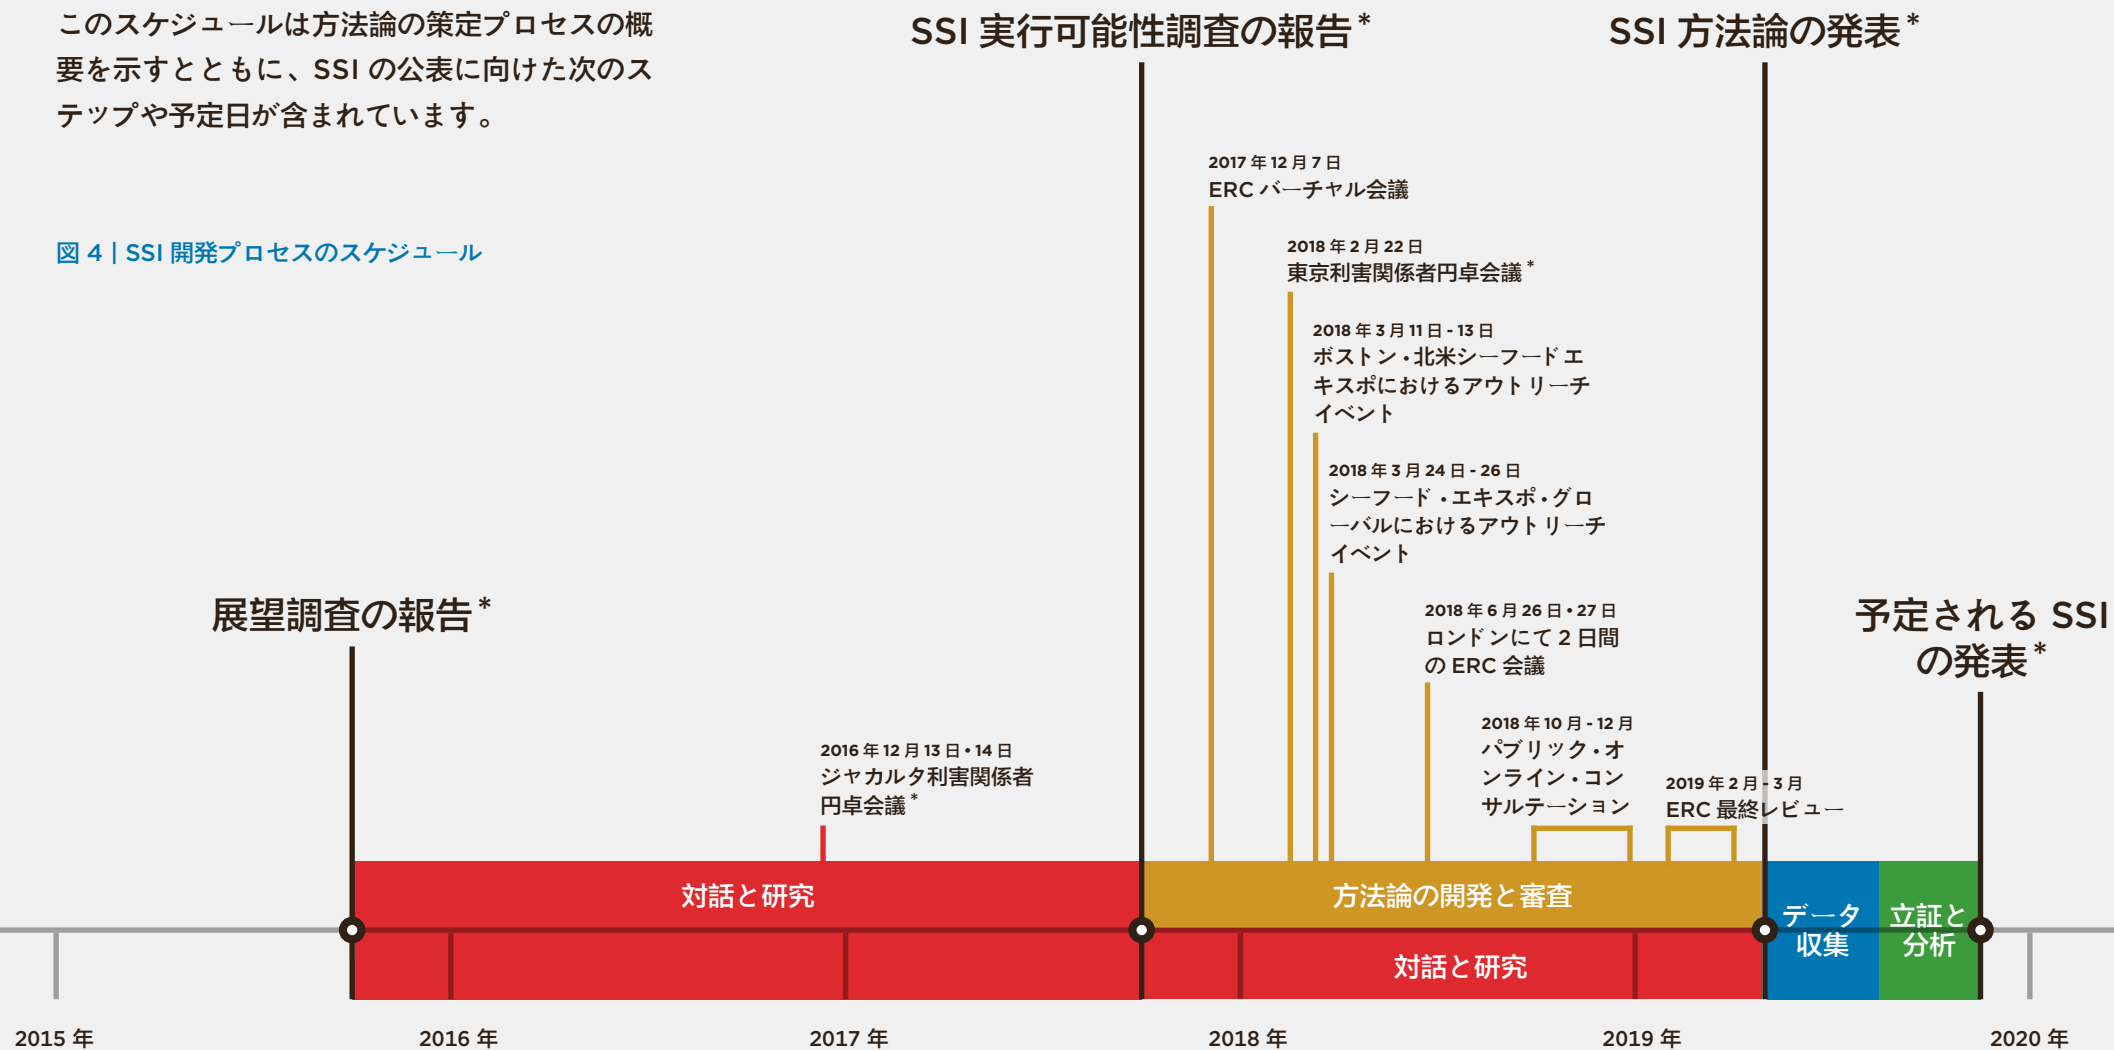 このスケジュールは方法論の策定プロセスの概
要を示すとともに、SSI の公表に向けた次のス
テップや予定日が含まれています。
図 4 | SSI 開発プロセスのスケジュール
SSI 実行可能性調査の報告*
SSI 方法論の発表*
2017 年 12 月 7 日
ERC バーチャル会議
2018 年 2 月 22 日
東京利害関係者円卓会議*
2018 年 3 月 11 日 - 13 日
ボストン・北米シーフードエ
キスポにおけるアウトリーチ
イベント
2018 年 3 月 24 日 - 26 日
シーフード・エキスポ・グロ
ーバルにおけるアウトリーチ
イベント
展望調査の報告*
2018 年 6 月 26 日・27 日
ロンドンにて 2 日間
の ERC 会議
予定される SSI
の発表*
2016 年 12 月 13 日・14 日
ジャカルタ利害関係者
円卓会議*
2018 年 10 月 - 12 月
パブリック・オ
ンライン・コン
サルテーション
2019 年 2 月 - 3 月
ERC 最終レビュー
対話と研究
方法論の開発と審査
対話と研究
データ
収集
立証と
分析
2015 年
2016 年
2017 年
2018 年
2019 年
2020 年